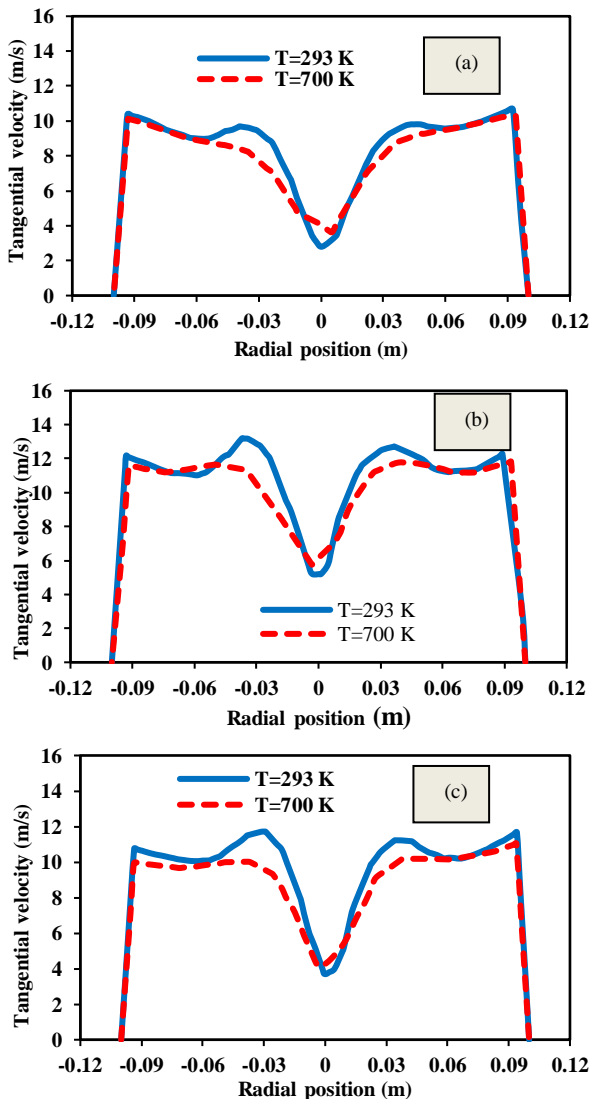 16
14
12
10
8
6
4
2
0
Tangential velocity (m/s)
T=293 K
T=700 K
(a)
-0.12 -0.09 -0.06 -0.03 0 0.03 0.06 0.09 0.12
Radial position (m)
16
14
12
10
8
6
4
2
0
Tangential velocity (m/s)
(b)
T=293 K
T=700 K
-0.12 -0.09 -0.06 -0.03 0 0.03 0.06 0.09 0.12
Radial position (m)
16
14
12
10
8
6
4
2
0
Tangential velocity (m/s)
T=293 K
T=700 K
(c)
-0.12 -0.09 -0.06 -0.03 0 0.03 0.06 0.09 0.12
Radial position (m)